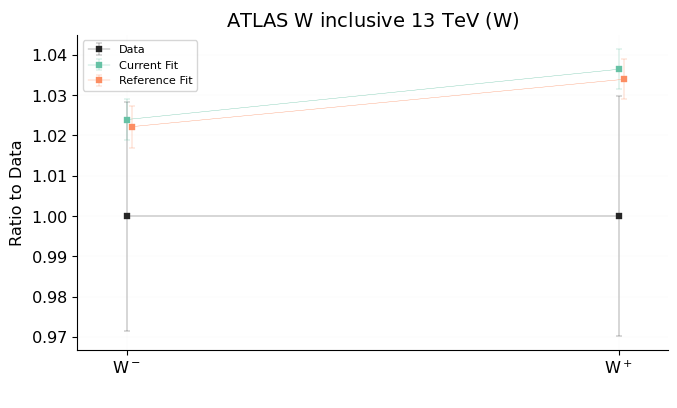 ATLAS W inclusive 13 TeV (W)
Data
Current Fit
Reference Fit
Ratio to Data
1.04
1.03
1.02
1.01
1.00
0.99
0.98
0.97
W⁻
W⁺